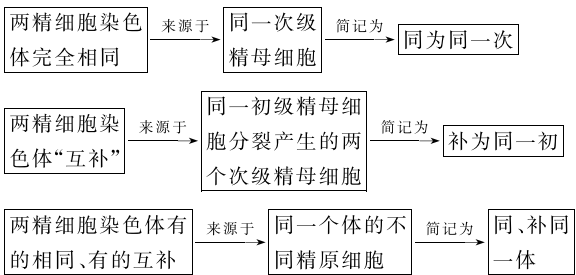 两精细胞染色
体完全相同
来源于
同一次级
精母细胞
简记为
同为同一次
两精细胞染
色体“互补”
来源于
同一初级精母细
胞分裂产生的两
个次级精母细胞
简记为
补为同一初
两精细胞染色体有
的相同、有的互补
来源于
同一个体的不
同精原细胞
简记为
同、补同
一体